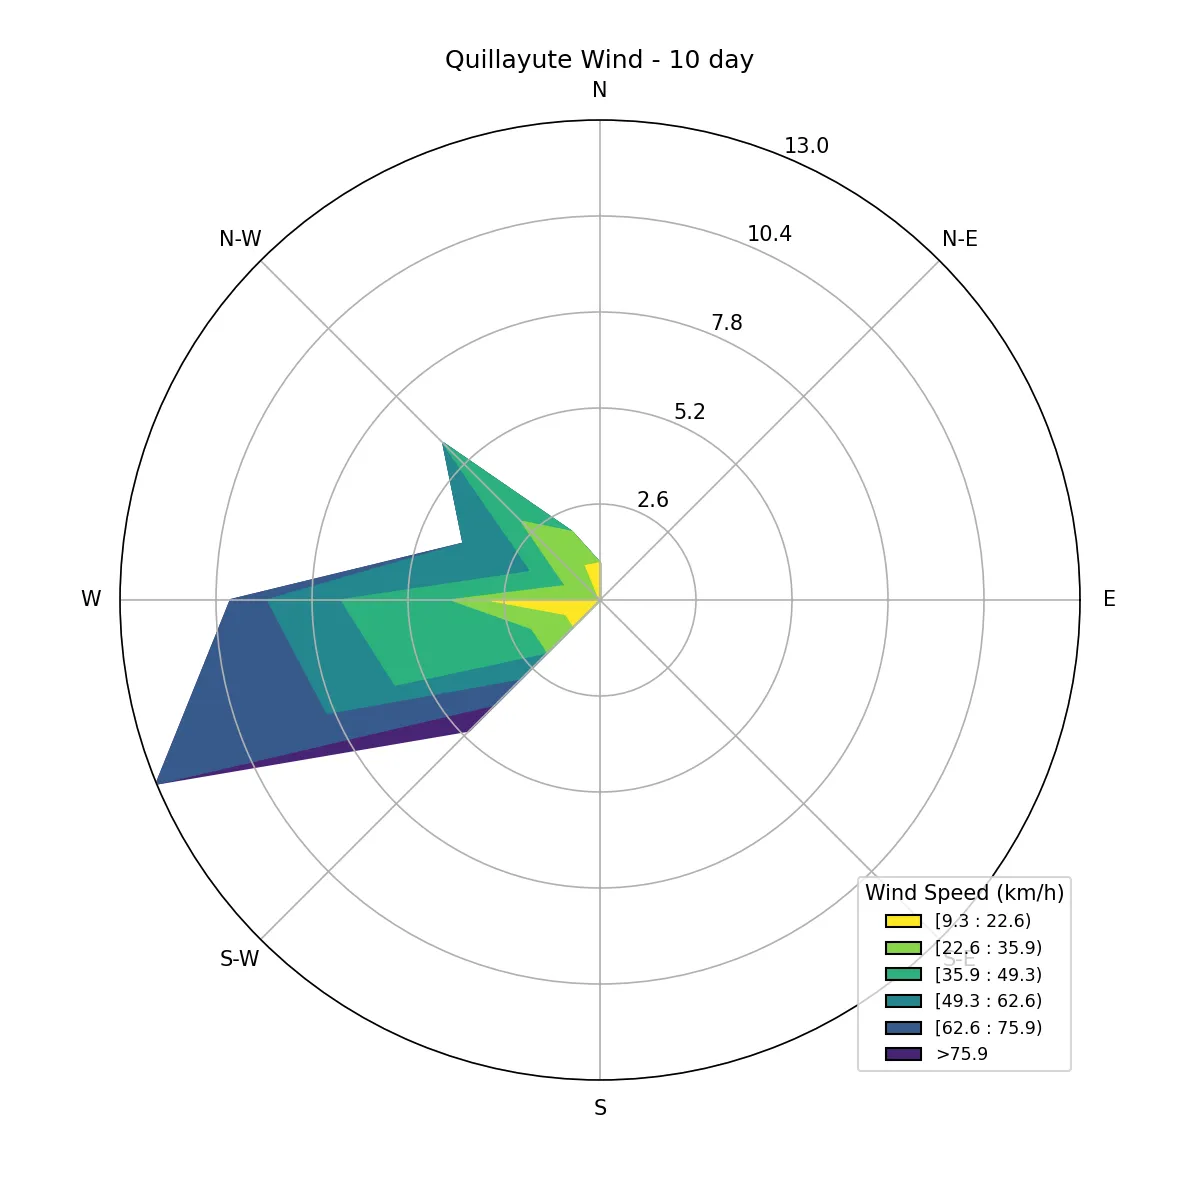 Quillayute Wind - 10 day
N
13.0
10.4
N-W
N-E
7.8
5.2
2.6
W
E
Wind Speed (km/h)
[9.3 : 22.6)
[22.6 : 35.9)
S-W
S-E
[35.9 : 49.3)
[49.3 : 62.6)
[62.6 : 75.9)
>75.9
S